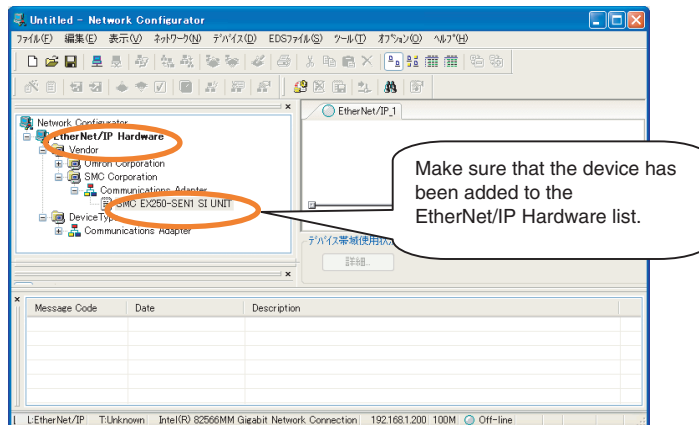 Untitled - Network Configurator
ファイル(F) 編集(E) 表示(V) ネットワーク(N) デバイス(D) EDSファイル(S) ツール(T) オプション(O) ヘルプ(H)
EtherNet/IP_1
Network Configurator
EtherNet/IP Hardware
Vendor
Omron Corporation
SMC Corporation
Communications Adapter
SMC EX250-SEN1 SI UNIT
Communications Adapter
Make sure that the device has
been added to the
EtherNet/IP Hardware list.
デバイス帯域使用状
詳細...
Message Code Date Description
L:EtherNet/IP T:Unknown Intel(R) 82566MM Gigabit Network Connection 192.168.1.200 100M Off-line